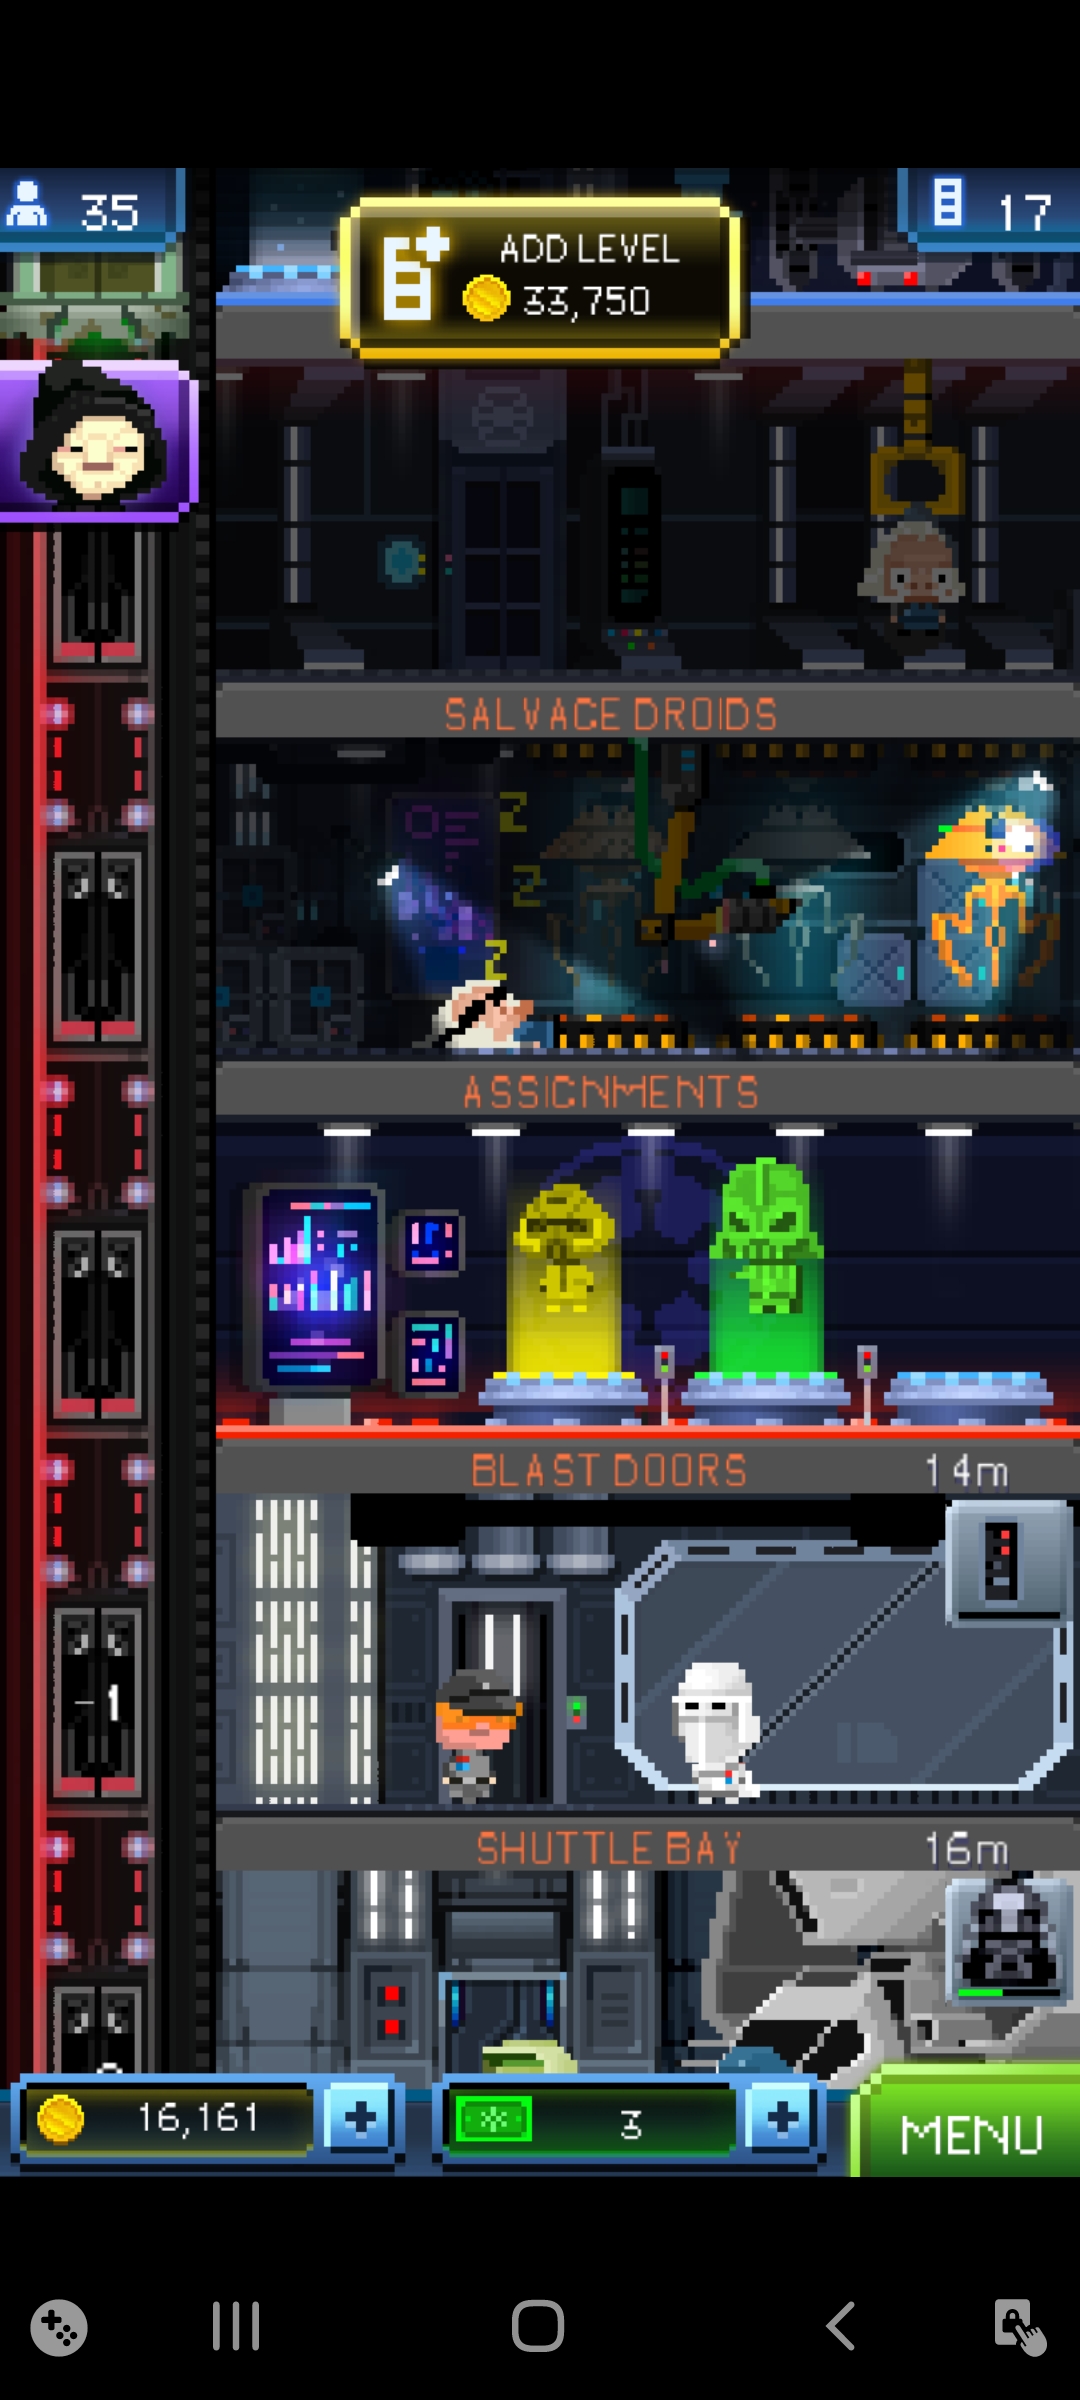 35
17
ADD LEVEL
33,750
SALVAGE DROIDS
Z
Z
Z
ASSIGNMENTS
BLAST DOORS 14m
-1
SHUTTLE BAY 16m
16,161
3
MENU